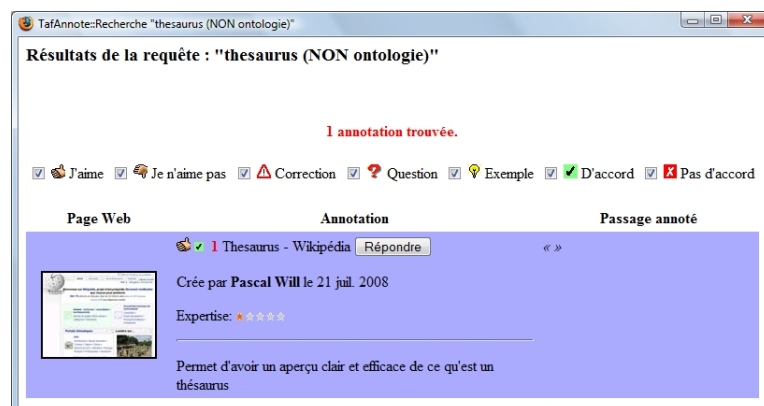 TafAnnote::Recherche "thesaurus (NON ontologie)"
Résultats de la requête : "thesaurus (NON ontologie)"
1 annotation trouvée.
J'aime Je n'aime pas Correction Question Exemple D'accord Pas d'accord
Page Web Annotation Passage annoté
1 Thesaurus - Wikipédia Répondre « »
Crée par Pascal Will le 21 juil. 2008
Expertise:
Permet d'avoir un aperçu clair et efficace de ce qu'est un
thésaurus